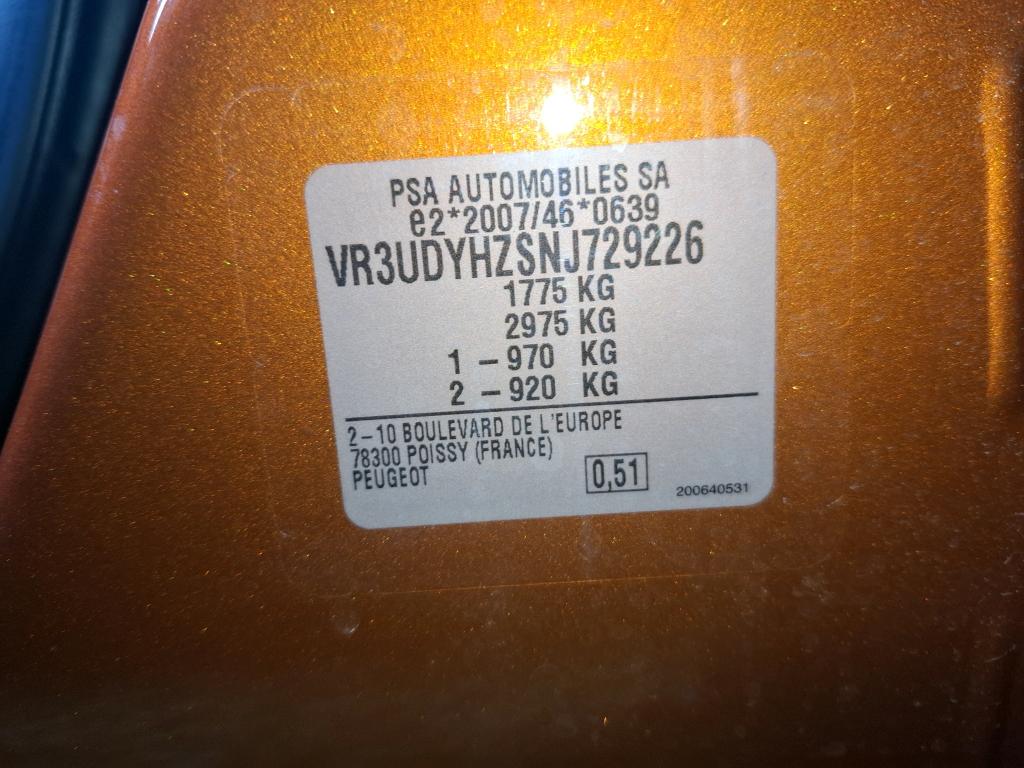 PSA AUTOMOBILES SA
e2*2007/46*0639
VR3UDYHZSNJ729226
1775 KG
2975 KG
1 – 970 KG
2 – 920 KG
2–10 BOULEVARD DE L'EUROPE
78300 POISSY (FRANCE)
PEUGEOT
0,51
200640531